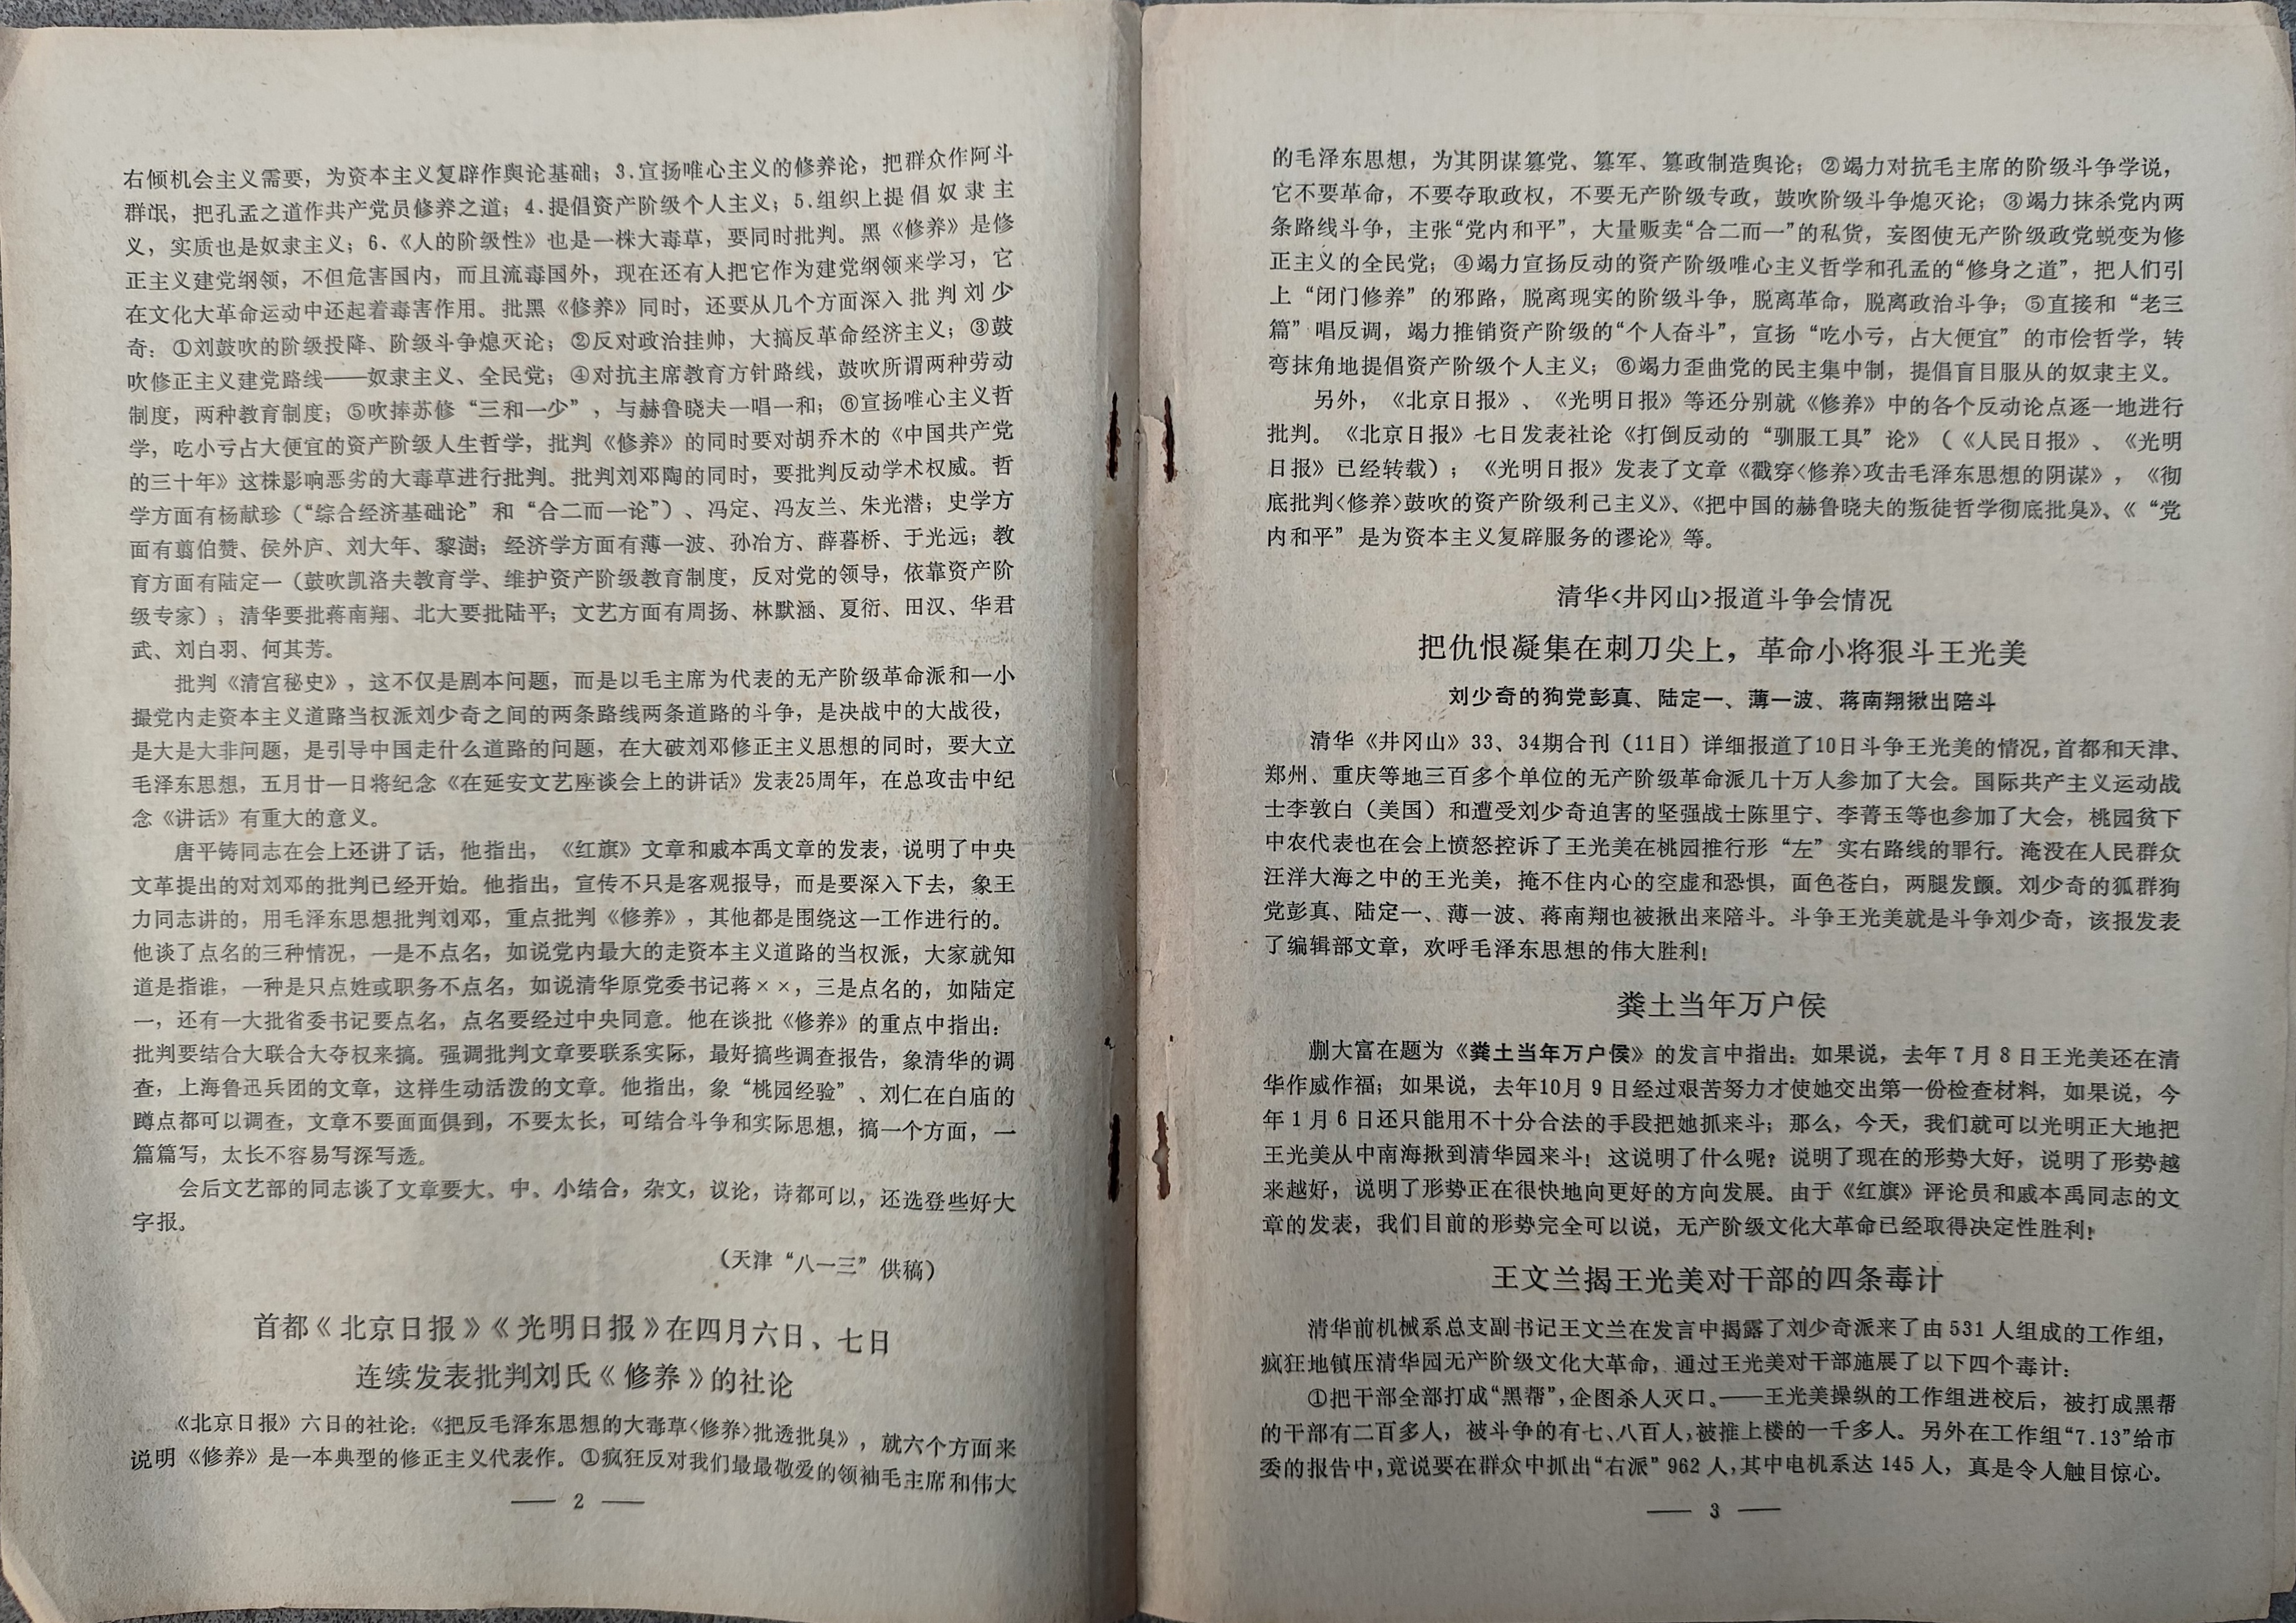 右倾机会主义需要，为资本主义复辟作舆论基础；3.宣扬唯心主义的修养论，把群众作阿斗
群氓，把孔孟之道作共产党员修养之道；4.提倡资产阶级个人主义；5.组织上提倡奴隶主
义，实质也是奴隶主义；6.《人的阶级性》也是一株大毒草，要同时批判。黑《修养》是修
正主义建党纲领，不但危害国内，而且流毒国外，现在还有人把它作为建党纲领来学习，它
在文化大革命运动中还起着毒害作用。批黑《修养》同时，还要从几个方面深入批判刘少
奇：①刘鼓吹的阶级投降、阶级斗争熄灭论；②反对政治挂帅，大搞反革命经济主义；③鼓
吹修正主义建党路线——奴隶主义、全民党；④对抗主席教育方针路线，鼓吹所谓两种劳动
制度，两种教育制度；⑤吹捧苏修“三和一少”，与赫鲁晓夫一唱一和；⑥宣扬唯心主义哲
学，吃小亏占大便宜的资产阶级人生哲学，批判《修养》的同时要对胡乔木的《中国共产党
的三十年》这株影响恶劣的大毒草进行批判。批判刘邓陶的同时，要批判反动学术权威。哲
学方面有杨献珍（“综合经济基础论”和“合二而一论”）、冯定、冯友兰、朱光潜；史学方
面有翦伯赞、侯外庐、刘大年、黎澍；经济学方面有薄一波、孙冶方、薛暮桥、于光远；教
育方面有陆定一（鼓吹凯洛夫教育学、维护资产阶级教育制度，反对党的领导，依靠资产阶
级专家）；清华要批蒋南翔、北大要批陆平；文艺方面有周扬、林默涵、夏衍、田汉、华君
武、刘白羽、何其芳。
批判《清宫秘史》，这不仅是剧本问题，而是以毛主席为代表的无产阶级革命派和一小
撮党内走资本主义道路当权派刘少奇之间的两条路线两条道路的斗争，是决战中的大战役，
是大是大非问题，是引导中国走什么道路的问题，在大破刘邓修正主义思想的同时，要大立
毛泽东思想，五月廿一日将纪念《在延安文艺座谈会上的讲话》发表25周年，在总攻击中纪
念《讲话》有重大的意义。
唐平铸同志在会上还讲了话，他指出，《红旗》文章和戚本禹文章的发表，说明了中央
文革提出的对刘邓的批判已经开始。他指出，宣传不只是客观报导，而是要深入下去，象王
力同志讲的，用毛泽东思想批判刘邓，重点批判《修养》，其他都是围绕这一工作进行的。
他谈了点名的三种情况，一是不点名，如说党内最大的走资本主义道路的当权派，大家就知
道是指谁，一种是只点姓或职务不点名，如说清华原党委书记蒋××，三是点名的，如陆定
一，还有一大批省委书记要点名，点名要经过中央同意。他在谈批《修养》的重点中指出：
批判要结合大联合大夺权来搞。强调批判文章要联系实际，最好搞些调查报告，象清华的调
查，上海鲁迅兵团的文章，这样生动活泼的文章。他指出，象“桃园经验”、刘仁在白庙的
蹲点都可以调查，文章不要面面俱到，不要太长，可结合斗争和实际思想，搞一个方面，一
篇篇写，太长不容易写深写透。
会后文艺部的同志谈了文章要大、中、小结合，杂文，议论，诗都可以，还选登些好大
字报。
（天津“八一三”供稿）
首都《北京日报》《光明日报》在四月六日、七日
连续发表批判刘氏《修养》的社论
《北京日报》六日的社论：《把反毛泽东思想的大毒草〈修养〉批透批臭》，就六个方面来
说明《修养》是一本典型的修正主义代表作。①疯狂反对我们最最敬爱的领袖毛主席和伟大
— 2 —
的毛泽东思想，为其阴谋篡党、篡军、篡政制造舆论；②竭力对抗毛主席的阶级斗争学说，
它不要革命，不要夺取政权，不要无产阶级专政，鼓吹阶级斗争熄灭论；③竭力抹杀党内两
条路线斗争，主张“党内和平”，大量贩卖“合二而一”的私货，妄图使无产阶级政党蜕变为修
正主义的全民党；④竭力宣扬反动的资产阶级唯心主义哲学和孔孟的“修身之道”，把人们引
上“闭门修养”的邪路，脱离现实的阶级斗争，脱离革命，脱离政治斗争；⑤直接和“老三
篇”唱反调，竭力推销资产阶级的“个人奋斗”，宣扬“吃小亏，占大便宜”的市侩哲学，转
弯抹角地提倡资产阶级个人主义；⑥竭力歪曲党的民主集中制，提倡盲目服从的奴隶主义。
另外，《北京日报》、《光明日报》等还分别就《修养》中的各个反动论点逐一地进行
批判。《北京日报》七日发表社论《打倒反动的“驯服工具”论》（《人民日报》、《光明
日报》已经转载）；《光明日报》发表了文章《戳穿〈修养〉攻击毛泽东思想的阴谋》，《彻
底批判〈修养〉鼓吹的资产阶级利己主义》、《把中国的赫鲁晓夫的叛徒哲学彻底批臭》、《“党
内和平”是为资本主义复辟服务的谬论》等。
清华〈井冈山〉报道斗争会情况
把仇恨凝集在刺刀尖上，革命小将狠斗王光美
刘少奇的狗党彭真、陆定一、薄一波、蒋南翔揪出陪斗
清华《井冈山》33、34期合刊（11日）详细报道了10日斗争王光美的情况，首都和天津、
郑州、重庆等地三百多个单位的无产阶级革命派几十万人参加了大会。国际共产主义运动战
士李敦白（美国）和遭受刘少奇迫害的坚强战士陈里宁、李菁玉等也参加了大会，桃园贫下
中农代表也在会上愤怒控诉了王光美在桃园推行形“左”实右路线的罪行。淹没在人民群众
汪洋大海之中的王光美，掩不住内心的空虚和恐惧，面色苍白，两腿发颤。刘少奇的狐群狗
党彭真、陆定一、薄一波、蒋南翔也被揪出来陪斗。斗争王光美就是斗争刘少奇，该报发表
了编辑部文章，欢呼毛泽东思想的伟大胜利！
粪土当年万户侯
蒯大富在题为《粪土当年万户侯》的发言中指出：如果说，去年7月8日王光美还在清
华作威作福；如果说，去年10月9日经过艰苦努力才使她交出第一份检查材料，如果说，今
年1月6日还只能用不十分合法的手段把她抓来斗；那么，今天，我们就可以光明正大地把
王光美从中南海揪到清华园来斗！这说明了什么呢？说明了现在的形势大好，说明了形势越
来越好，说明了形势正在很快地向更好的方向发展。由于《红旗》评论员和戚本禹同志的文
章的发表，我们目前的形势完全可以说，无产阶级文化大革命已经取得决定性胜利！
王文兰揭王光美对干部的四条毒计
清华前机械系总支副书记王文兰在发言中揭露了刘少奇派来了由531人组成的工作组，
疯狂地镇压清华园无产阶级文化大革命，通过王光美对干部施展了以下四个毒计：
①把干部全部打成“黑帮”，企图杀人灭口。——王光美操纵的工作组进校后，被打成黑帮
的干部有二百多人，被斗争的有七、八百人，被推上楼的一千多人。另外在工作组“7.13”给市
委的报告中，竟说要在群众中抓出“右派”962人，其中电机系达145人，真是令人触目惊心。
— 3 —